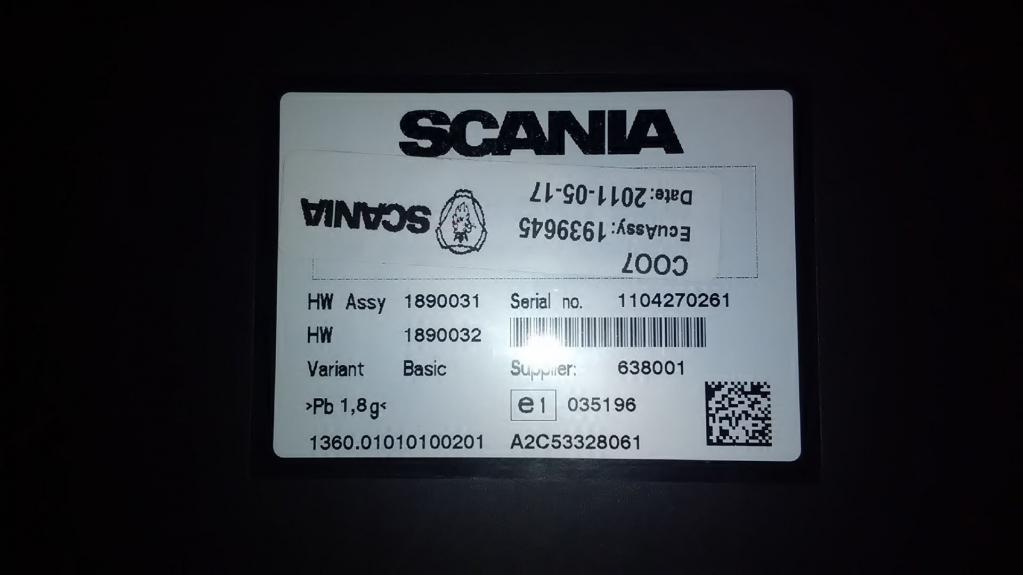 SCANIA
COO7
EcuAssy: 1939645
Date: 2011-05-17
SCANIA
HW Assy 1890031 Serial no. 1104270261
HW 1890032
Variant Basic Supplier: 638001
>Pb 1,8g< e1 035196
1360.01010100201 A2C53328061